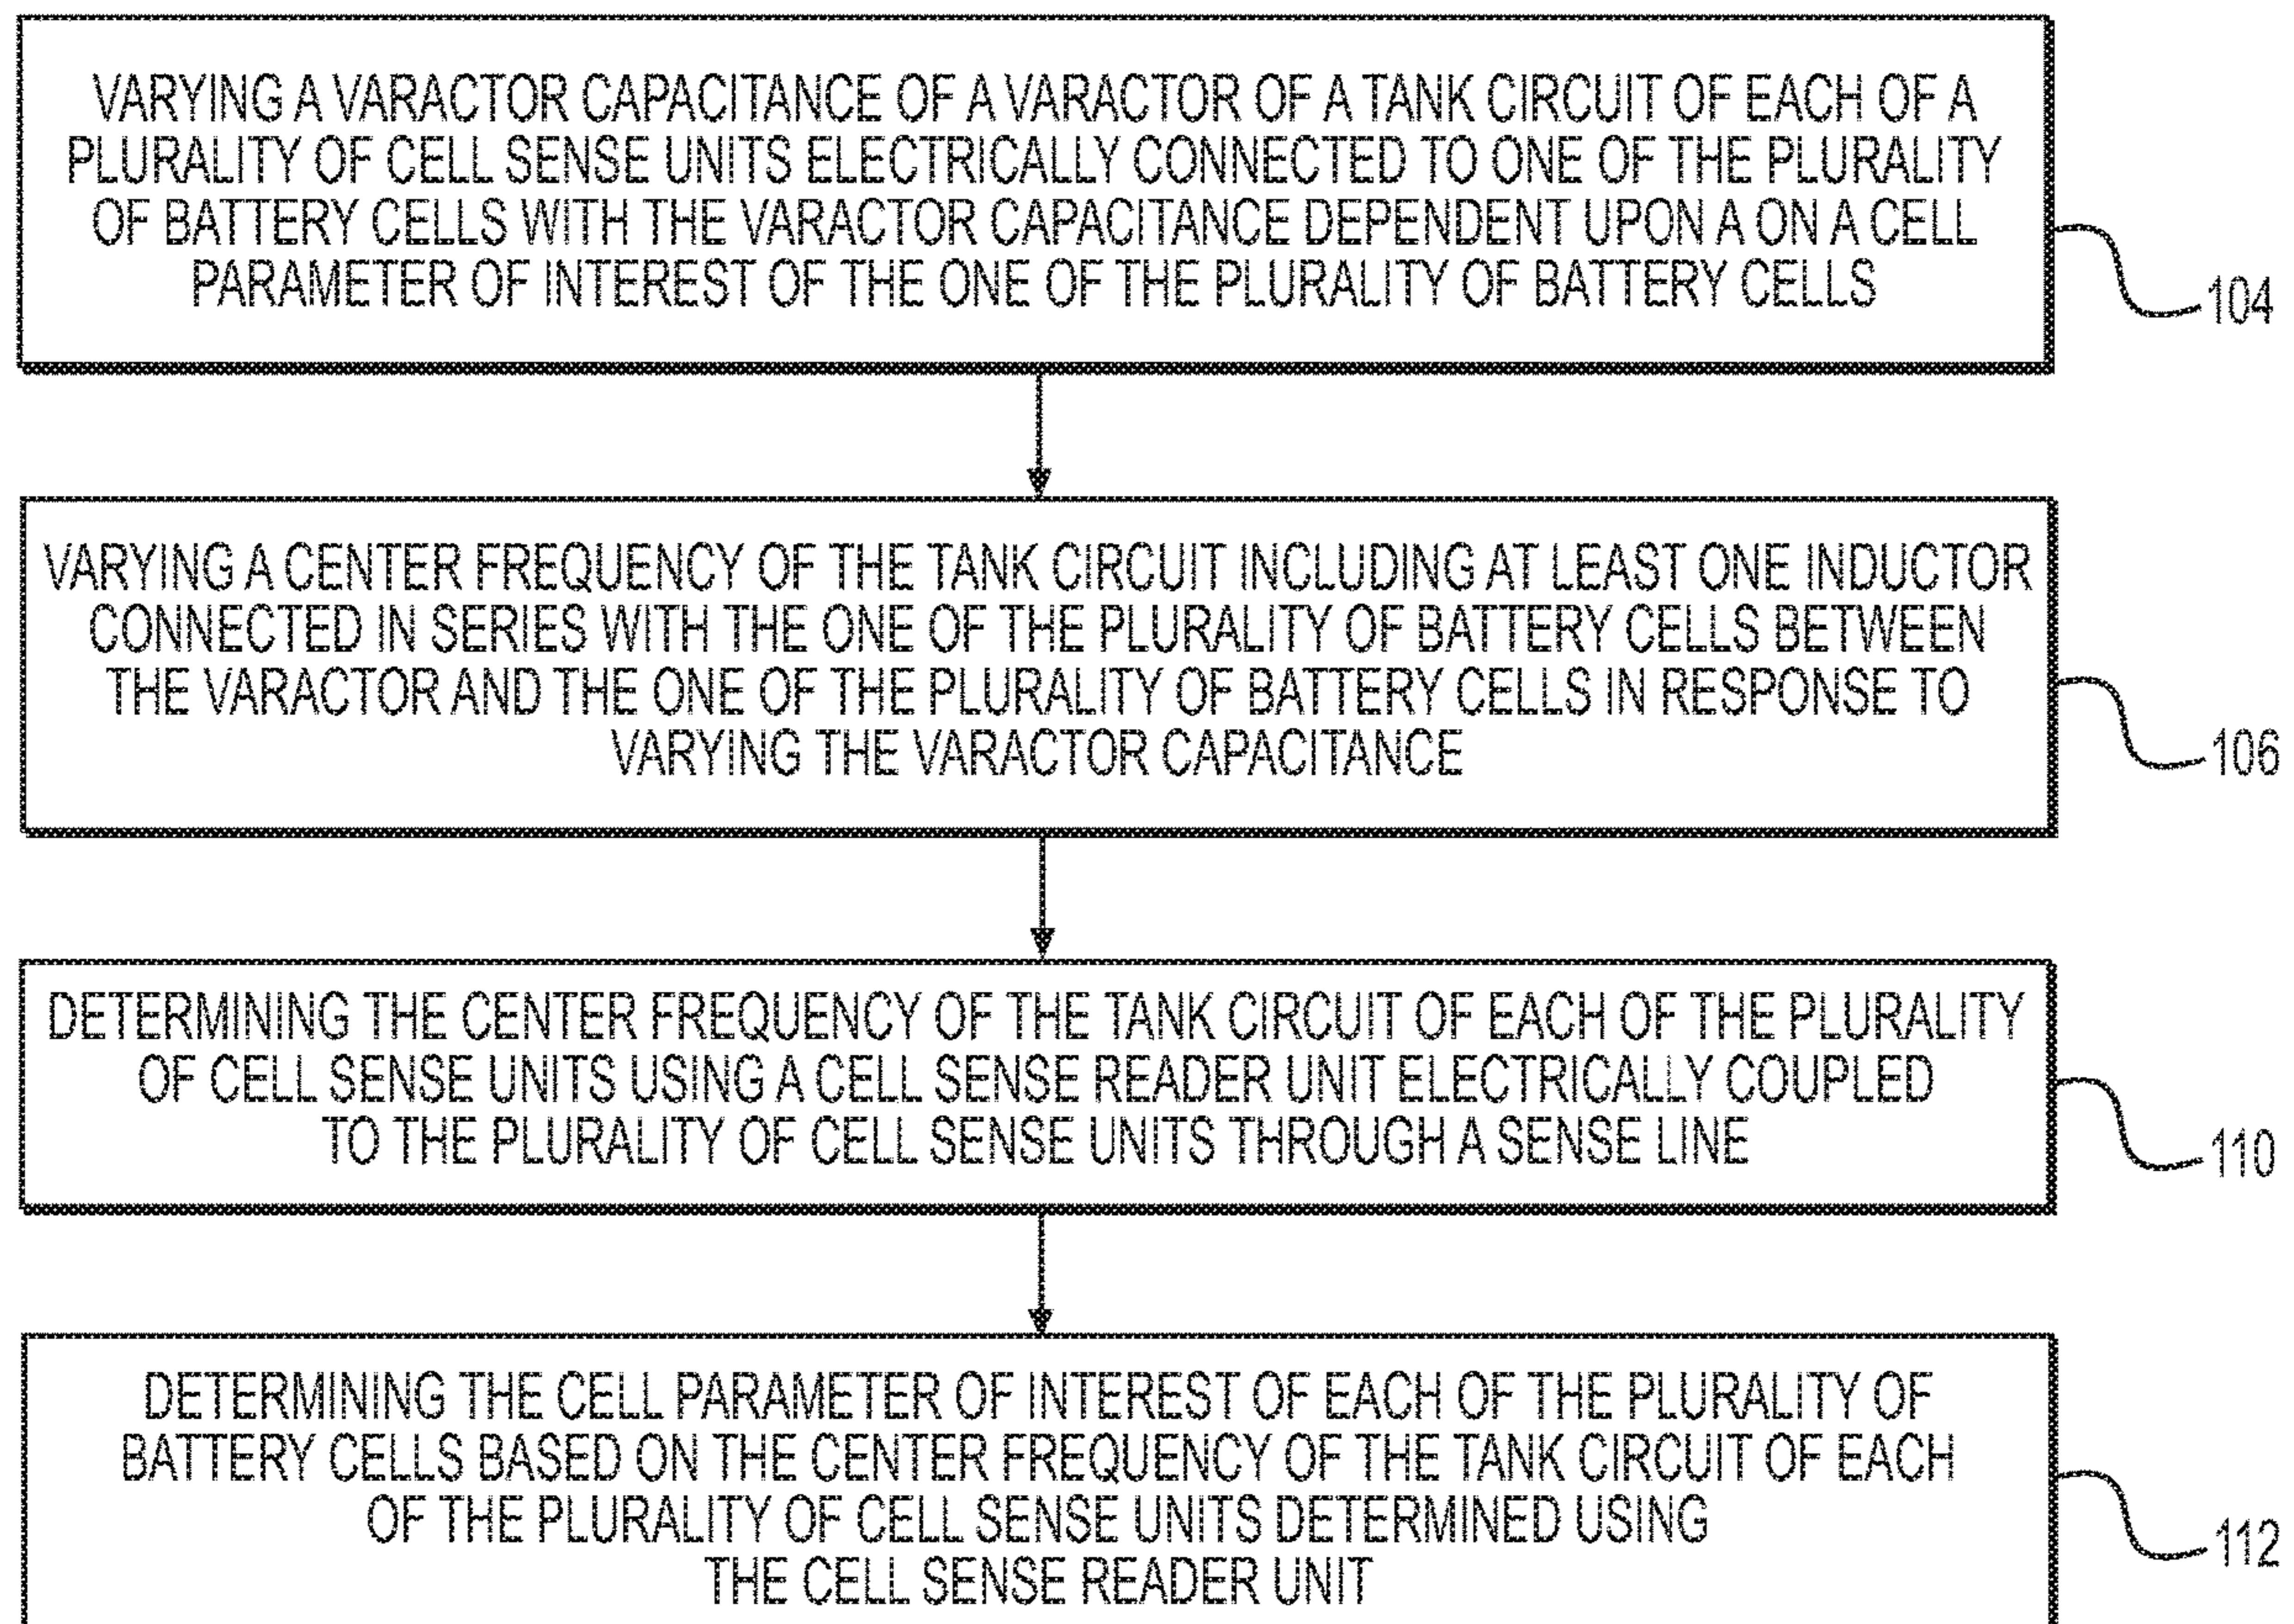 VARYING A VARACTOR CAPACITANCE OF A VARACTOR OF A TANK CIRCUIT OF EACH OF A
PLURALITY OF CELL SENSE UNITS ELECTRICALLY CONNECTED TO ONE OF THE PLURALITY
OF BATTERY CELLS WITH THE VARACTOR CAPACITANCE DEPENDENT UPON A ON A CELL
PARAMETER OF INTEREST OF THE ONE OF THE PLURALITY OF BATTERY CELLS
104
VARYING A CENTER FREQUENCY OF THE TANK CIRCUIT INCLUDING AT LEAST ONE INDUCTOR
CONNECTED IN SERIES WITH THE ONE OF THE PLURALITY OF BATTERY CELLS BETWEEN
THE VARACTOR AND THE ONE OF THE PLURALITY OF BATTERY CELLS IN RESPONSE TO
VARYING THE VARACTOR CAPACITANCE
106
DETERMINING THE CENTER FREQUENCY OF THE TANK CIRCUIT OF EACH OF THE PLURALITY
OF CELL SENSE UNITS USING A CELL SENSE READER UNIT ELECTRICALLY COUPLED
TO THE PLURALITY OF CELL SENSE UNITS THROUGH A SENSE LINE
110
DETERMINING THE CELL PARAMETER OF INTEREST OF EACH OF THE PLURALITY OF
BATTERY CELLS BASED ON THE CENTER FREQUENCY OF THE TANK CIRCUIT OF EACH
OF THE PLURALITY OF CELL SENSE UNITS DETERMINED USING
THE CELL SENSE READER UNIT
112